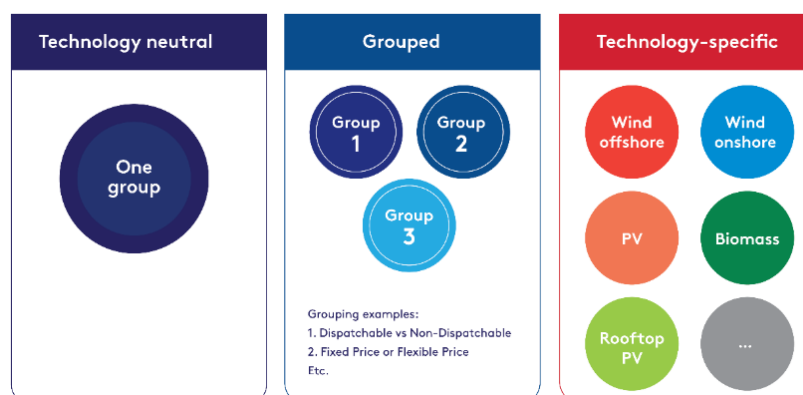 Technology neutral
One
group
Grouped
Group
1
Group
2
Group
3
Grouping examples:
1. Dispatchable vs Non-Dispatchable
2. Fixed Price or Flexible Price
Etc.
Technology-specific
Wind
offshore
Wind
onshore
PV
Biomass
Rooftop
PV
...